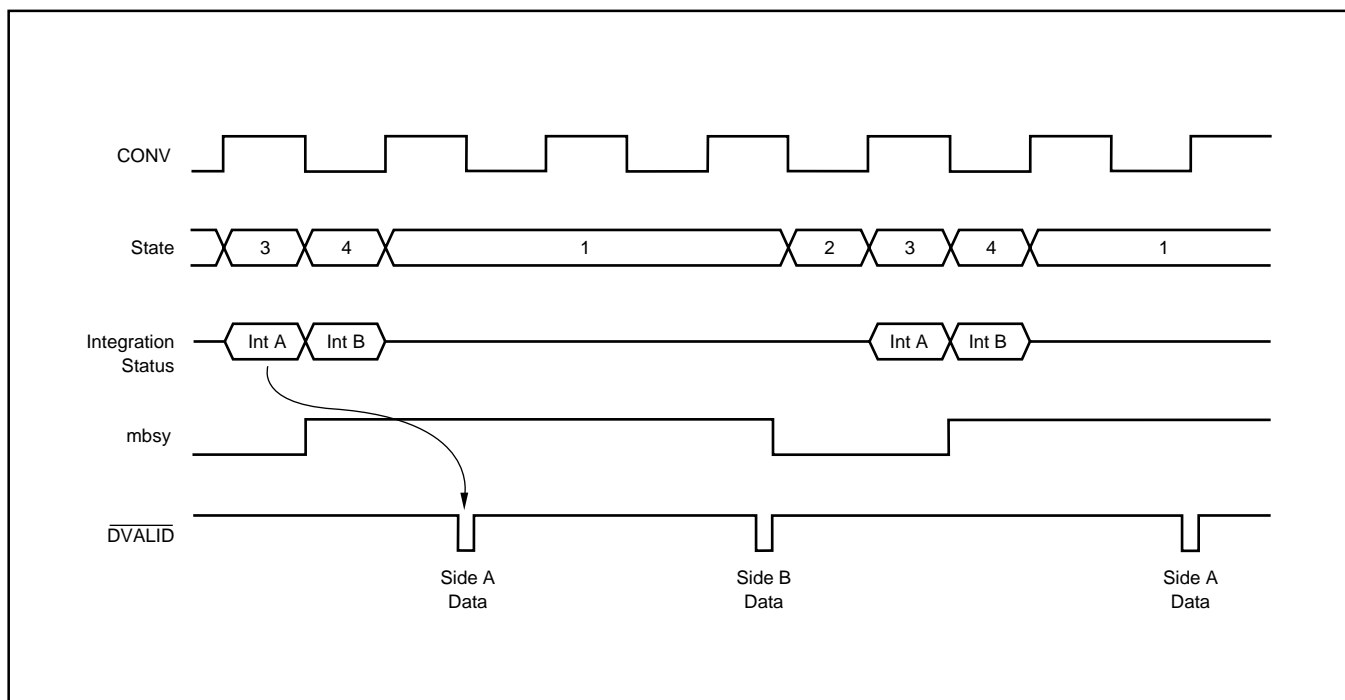 CONV
State
3 4 1 2 3 4 1
Integration
Status
Int A Int B Int A Int B
mbsy
DVALID
Side A
Data
Side B
Data
Side A
Data